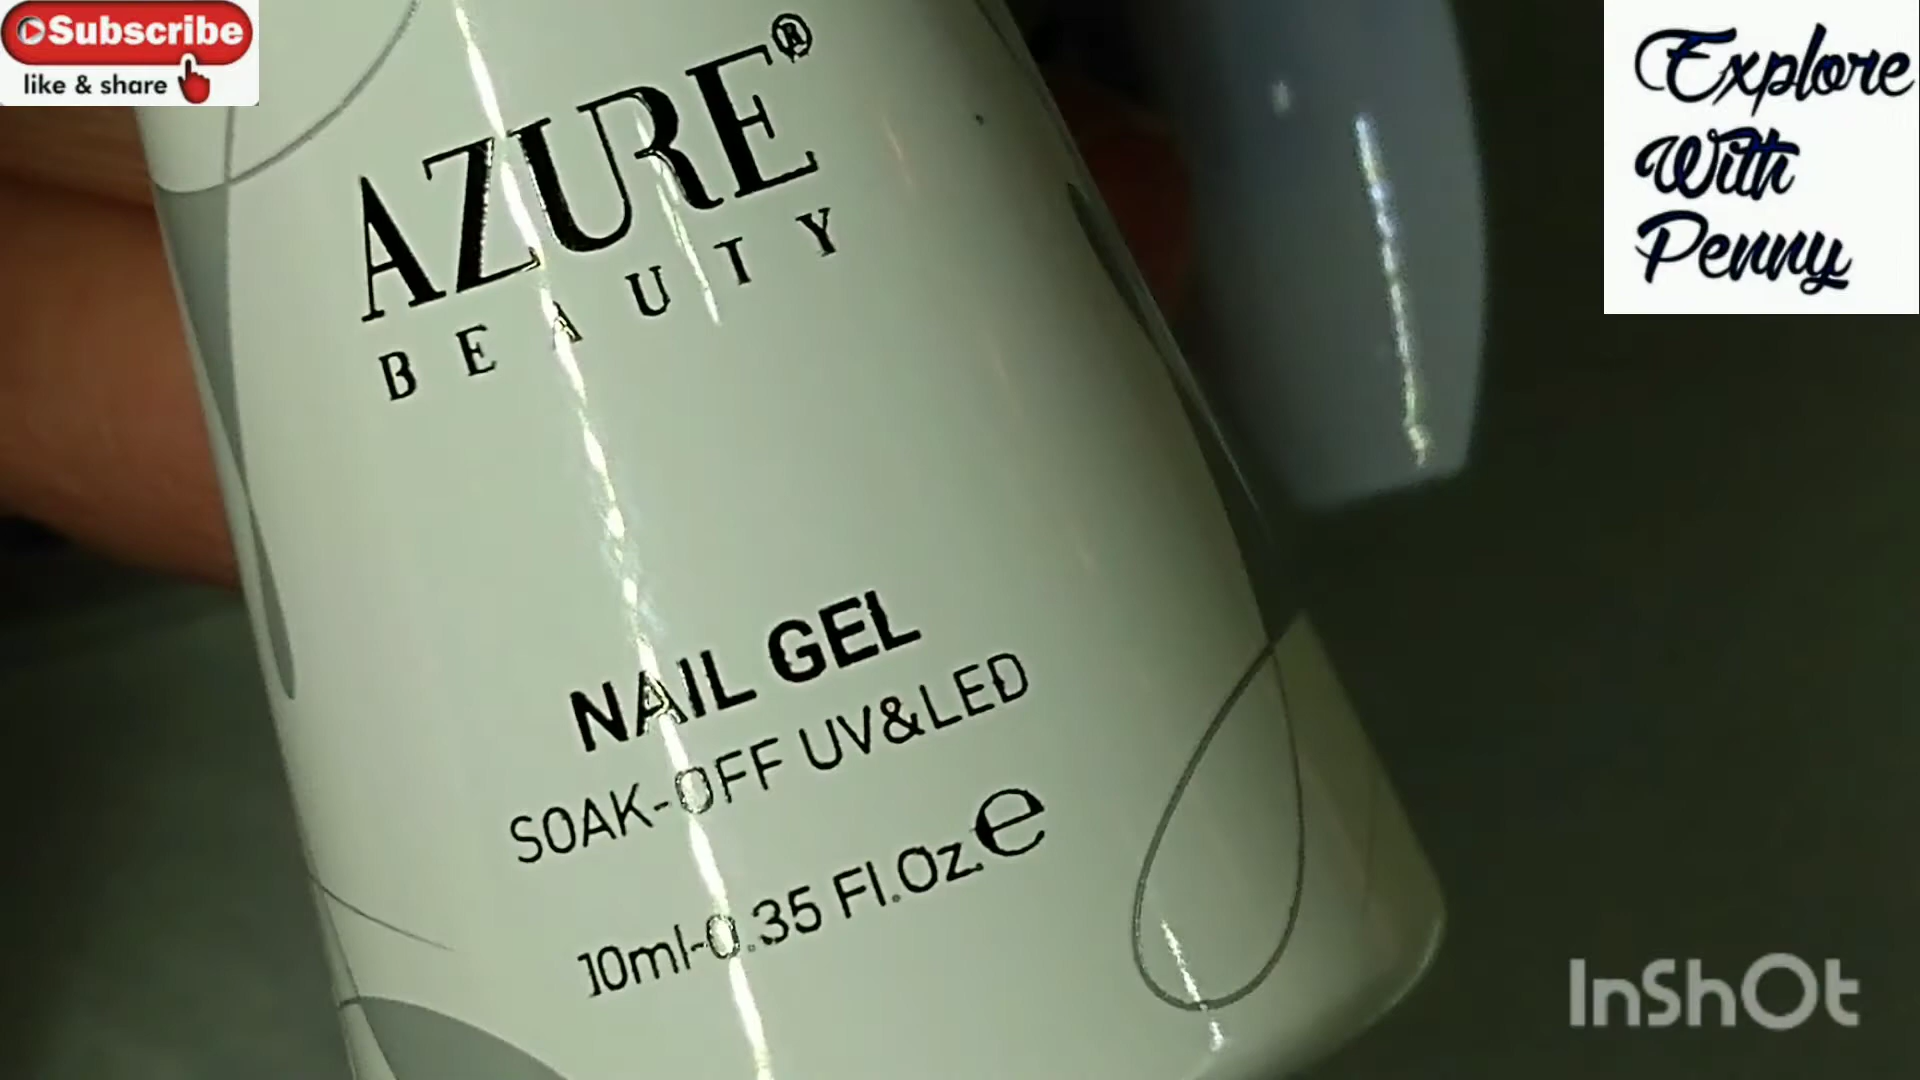 Subscribe
like & share
Explore
With
Penny
AZURE®
BEAUTY
NAIL GEL
SOAK-OFF UV&LED
10ml-0.35 Fl.Oz.e
InShOt